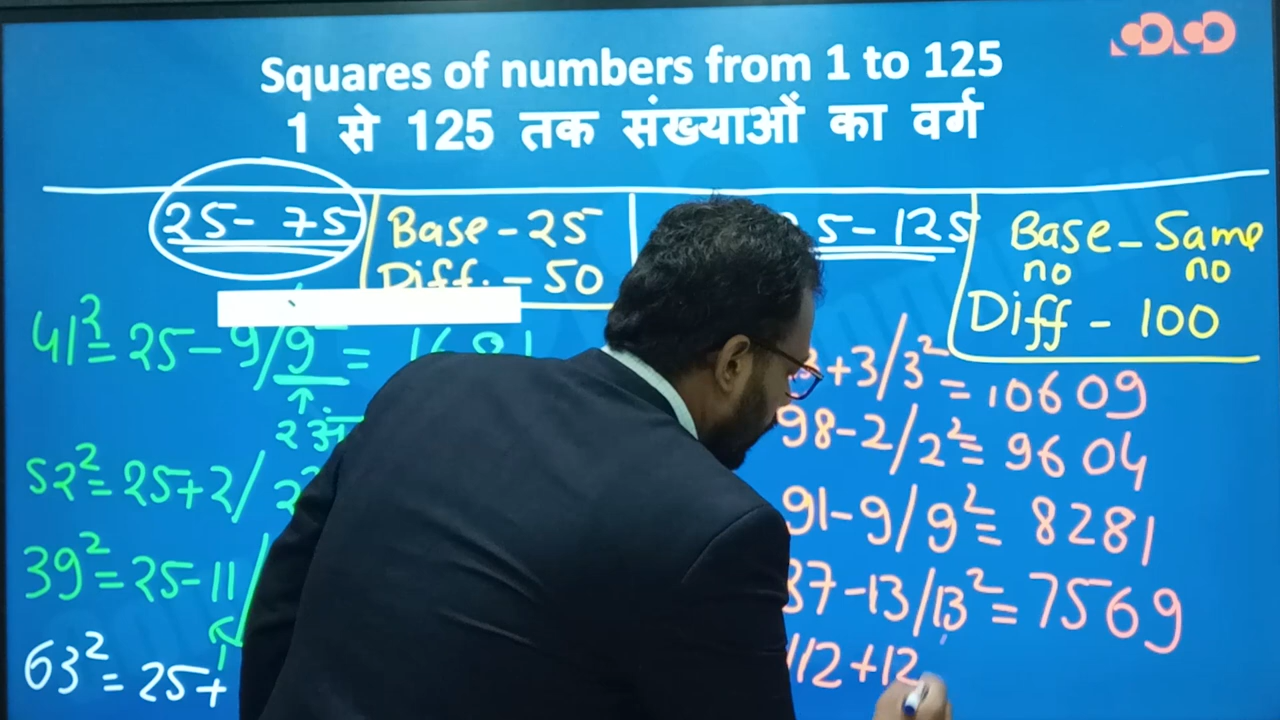 Squares of numbers from 1 to 125
1 से 125 तक संख्याओं का वर्ग
25- 75
Base - 25
Diff. - 50
5-125
Base - Same
no no
Diff - 100
41²= 25-9/9² = 1681
2 अं
52²= 25+2/2
39²= 25-11/
63²= 25+
3+3/3²= 10609
98-2/2²= 9604
91-9/9²= 8281
87-13/13²= 7569
112+12